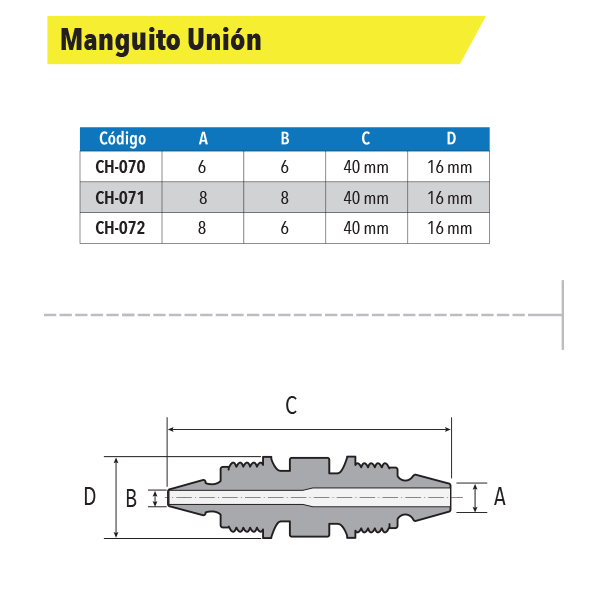 Manguito Unión
Código A B C D
CH-070 6 6 40 mm 16 mm
CH-071 8 8 40 mm 16 mm
CH-072 8 6 40 mm 16 mm
C
D B A